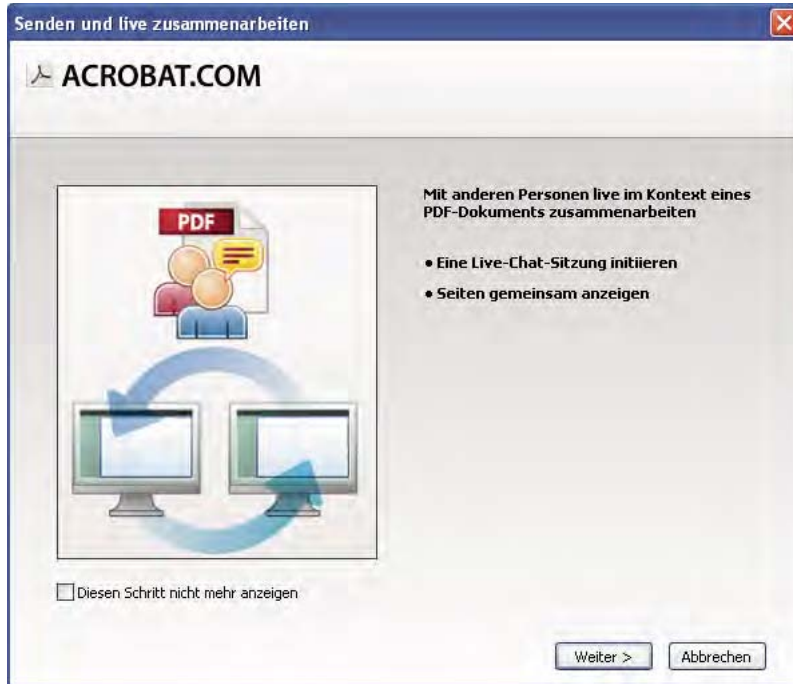 Senden und live zusammenarbeiten
ACROBAT.COM
PDF
Mit anderen Personen live im Kontext eines
PDF-Dokuments zusammenarbeiten
• Eine Live-Chat-Sitzung initiieren
• Seiten gemeinsam anzeigen
Diesen Schritt nicht mehr anzeigen
Weiter > Abbrechen